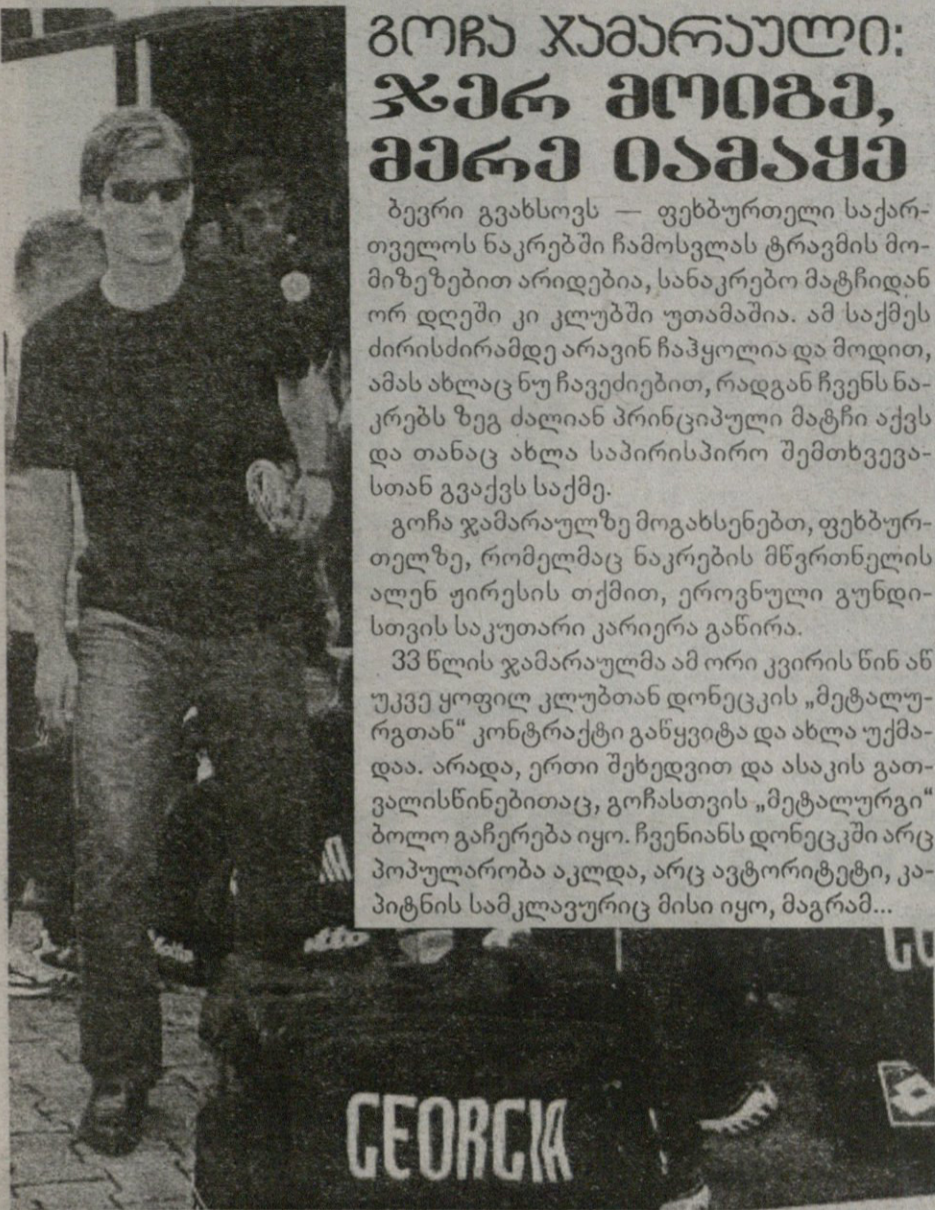 გოჩა ჯამარაული:
ჯერ მოიგე,
მერე იამაყე
ბევრი გვახსოვს — ფეხბურთელი საქარ-
თველოს ნაკრებში ჩამოსვლას ტრავმის მო-
მიზეზებით არიდებია, სანაკრებო მატჩიდან
ორ დღეში კი კლუბში უთამაშია. ამ საქმეს
ძირისძირამდე არავინ ჩაჰყოლია და მოდით,
ამას ახლაც ნუ ჩავეძიებით, რადგან ჩვენს ნა-
კრებს ზეგ ძალიან პრინციპული მატჩი აქვს
და თანაც ახლა საპირისპირო შემთხვევა-
სთან გვაქვს საქმე.
გოჩა ჯამარაულზე მოგახსენებთ, ფეხბურ-
თელზე, რომელმაც ნაკრების მწვრთნელის
ალენ ჟირესის თქმით, ეროვნული გუნდი-
სთვის საკუთარი კარიერა გაწირა.
33 წლის ჯამარაულმა ამ ორი კვირის წინ აწ
უკვე ყოფილ კლუბთან დონეცკის „მეტალუ-
რგთან“ კონტრაქტი გაწყვიტა და ახლა უქმა-
დაა. არადა, ერთი შეხედვით და ასაკის გათ-
ვალისწინებითაც, გოჩასთვის „მეტალურგი“
ბოლო გაჩერება იყო. ჩვენიანს დონეცკში არც
პოპულარობა აკლდა, არც ავტორიტეტი, კა-
პიტნის სამკლავურიც მისი იყო, მაგრამ...
GEORGIA